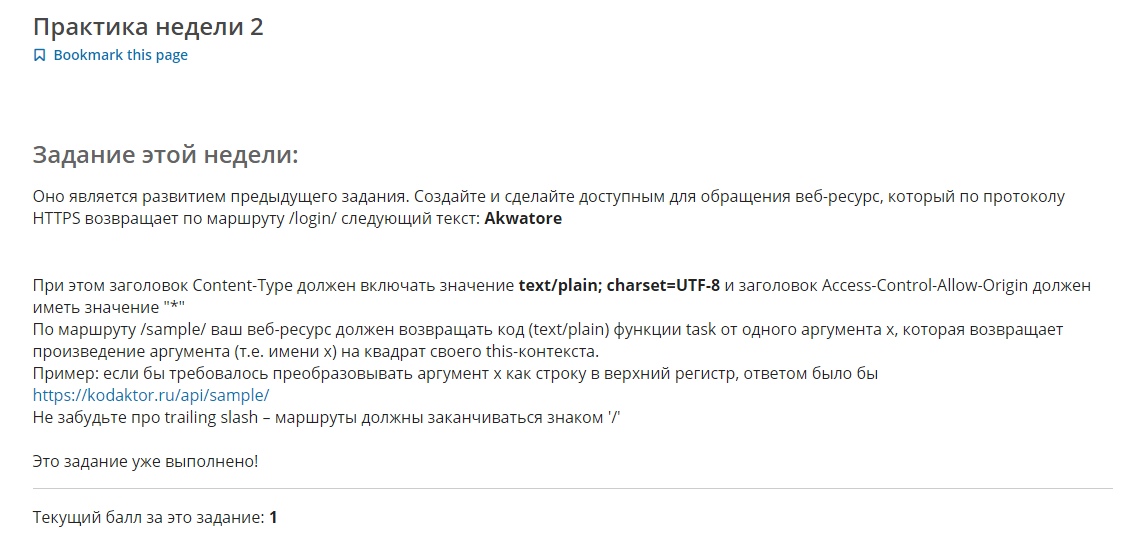 Практика недели 2
Bookmark this page
Задание этой недели:
Оно является развитием предыдущего задания. Создайте и сделайте доступным для обращения веб-ресурс, который по протоколу
HTTPS возвращает по маршруту /login/ следующий текст: Akwatore
При этом заголовок Content-Type должен включать значение text/plain; charset=UTF-8 и заголовок Access-Control-Allow-Origin должен
иметь значение "*"
По маршруту /sample/ ваш веб-ресурс должен возвращать код (text/plain) функции task от одного аргумента x, которая возвращает
произведение аргумента (т.е. имени x) на квадрат своего this-контекста.
Пример: если бы требовалось преобразовывать аргумент x как строку в верхний регистр, ответом было бы
https://kodaktor.ru/api/sample/
Не забудьте про trailing slash – маршруты должны заканчиваться знаком '/'
Это задание уже выполнено!
Текущий балл за это задание: 1